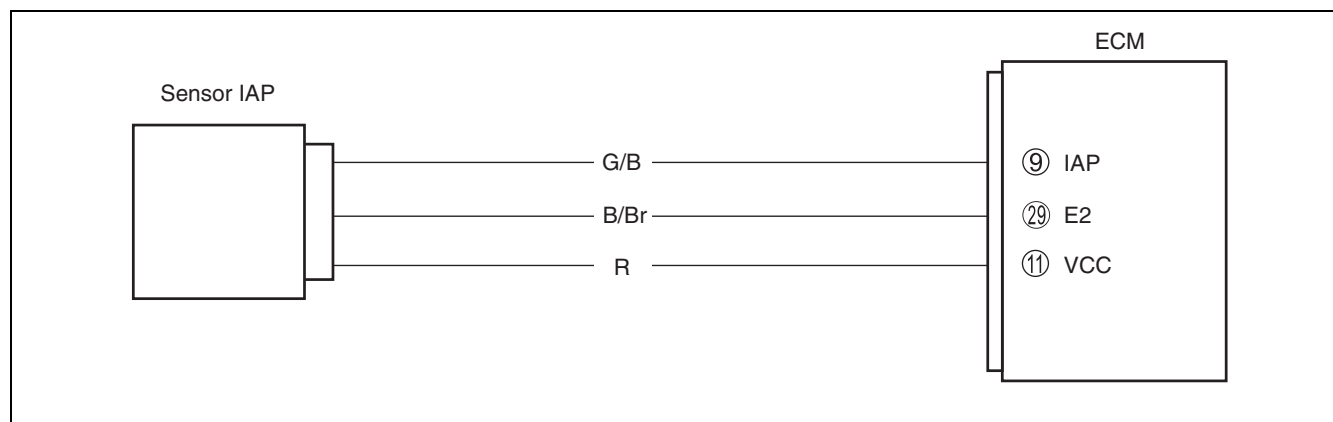 ECM
Sensor IAP
G/B
⑨ IAP
B/Br
㉙ E2
R
⑪ VCC